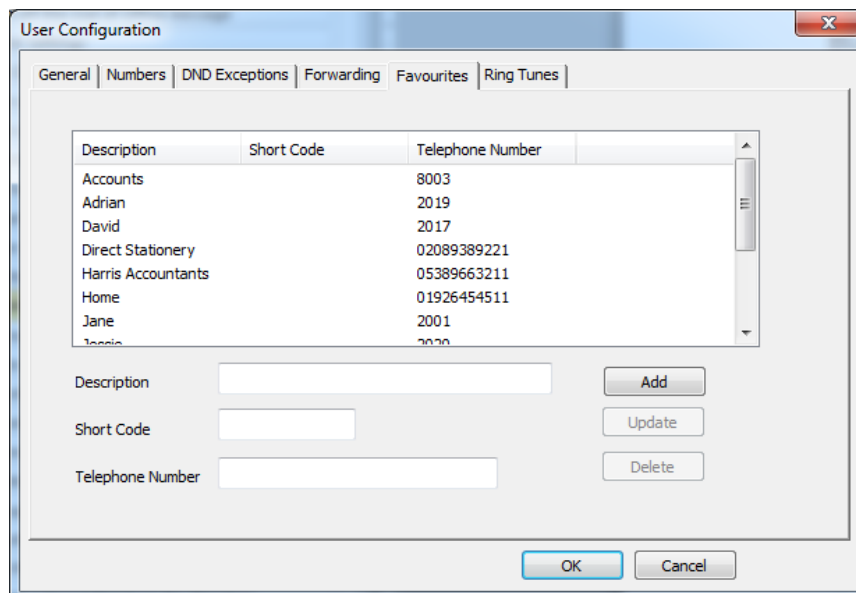 User Configuration
General Numbers DND Exceptions Forwarding Favourites Ring Tunes
Description Short Code Telephone Number
Accounts 8003
Adrian 2019
David 2017
Direct Stationery 02089389221
Harris Accountants 05389663211
Home 01926454511
Jane 2001
Description Add
Short Code Update
Telephone Number Delete
OK Cancel